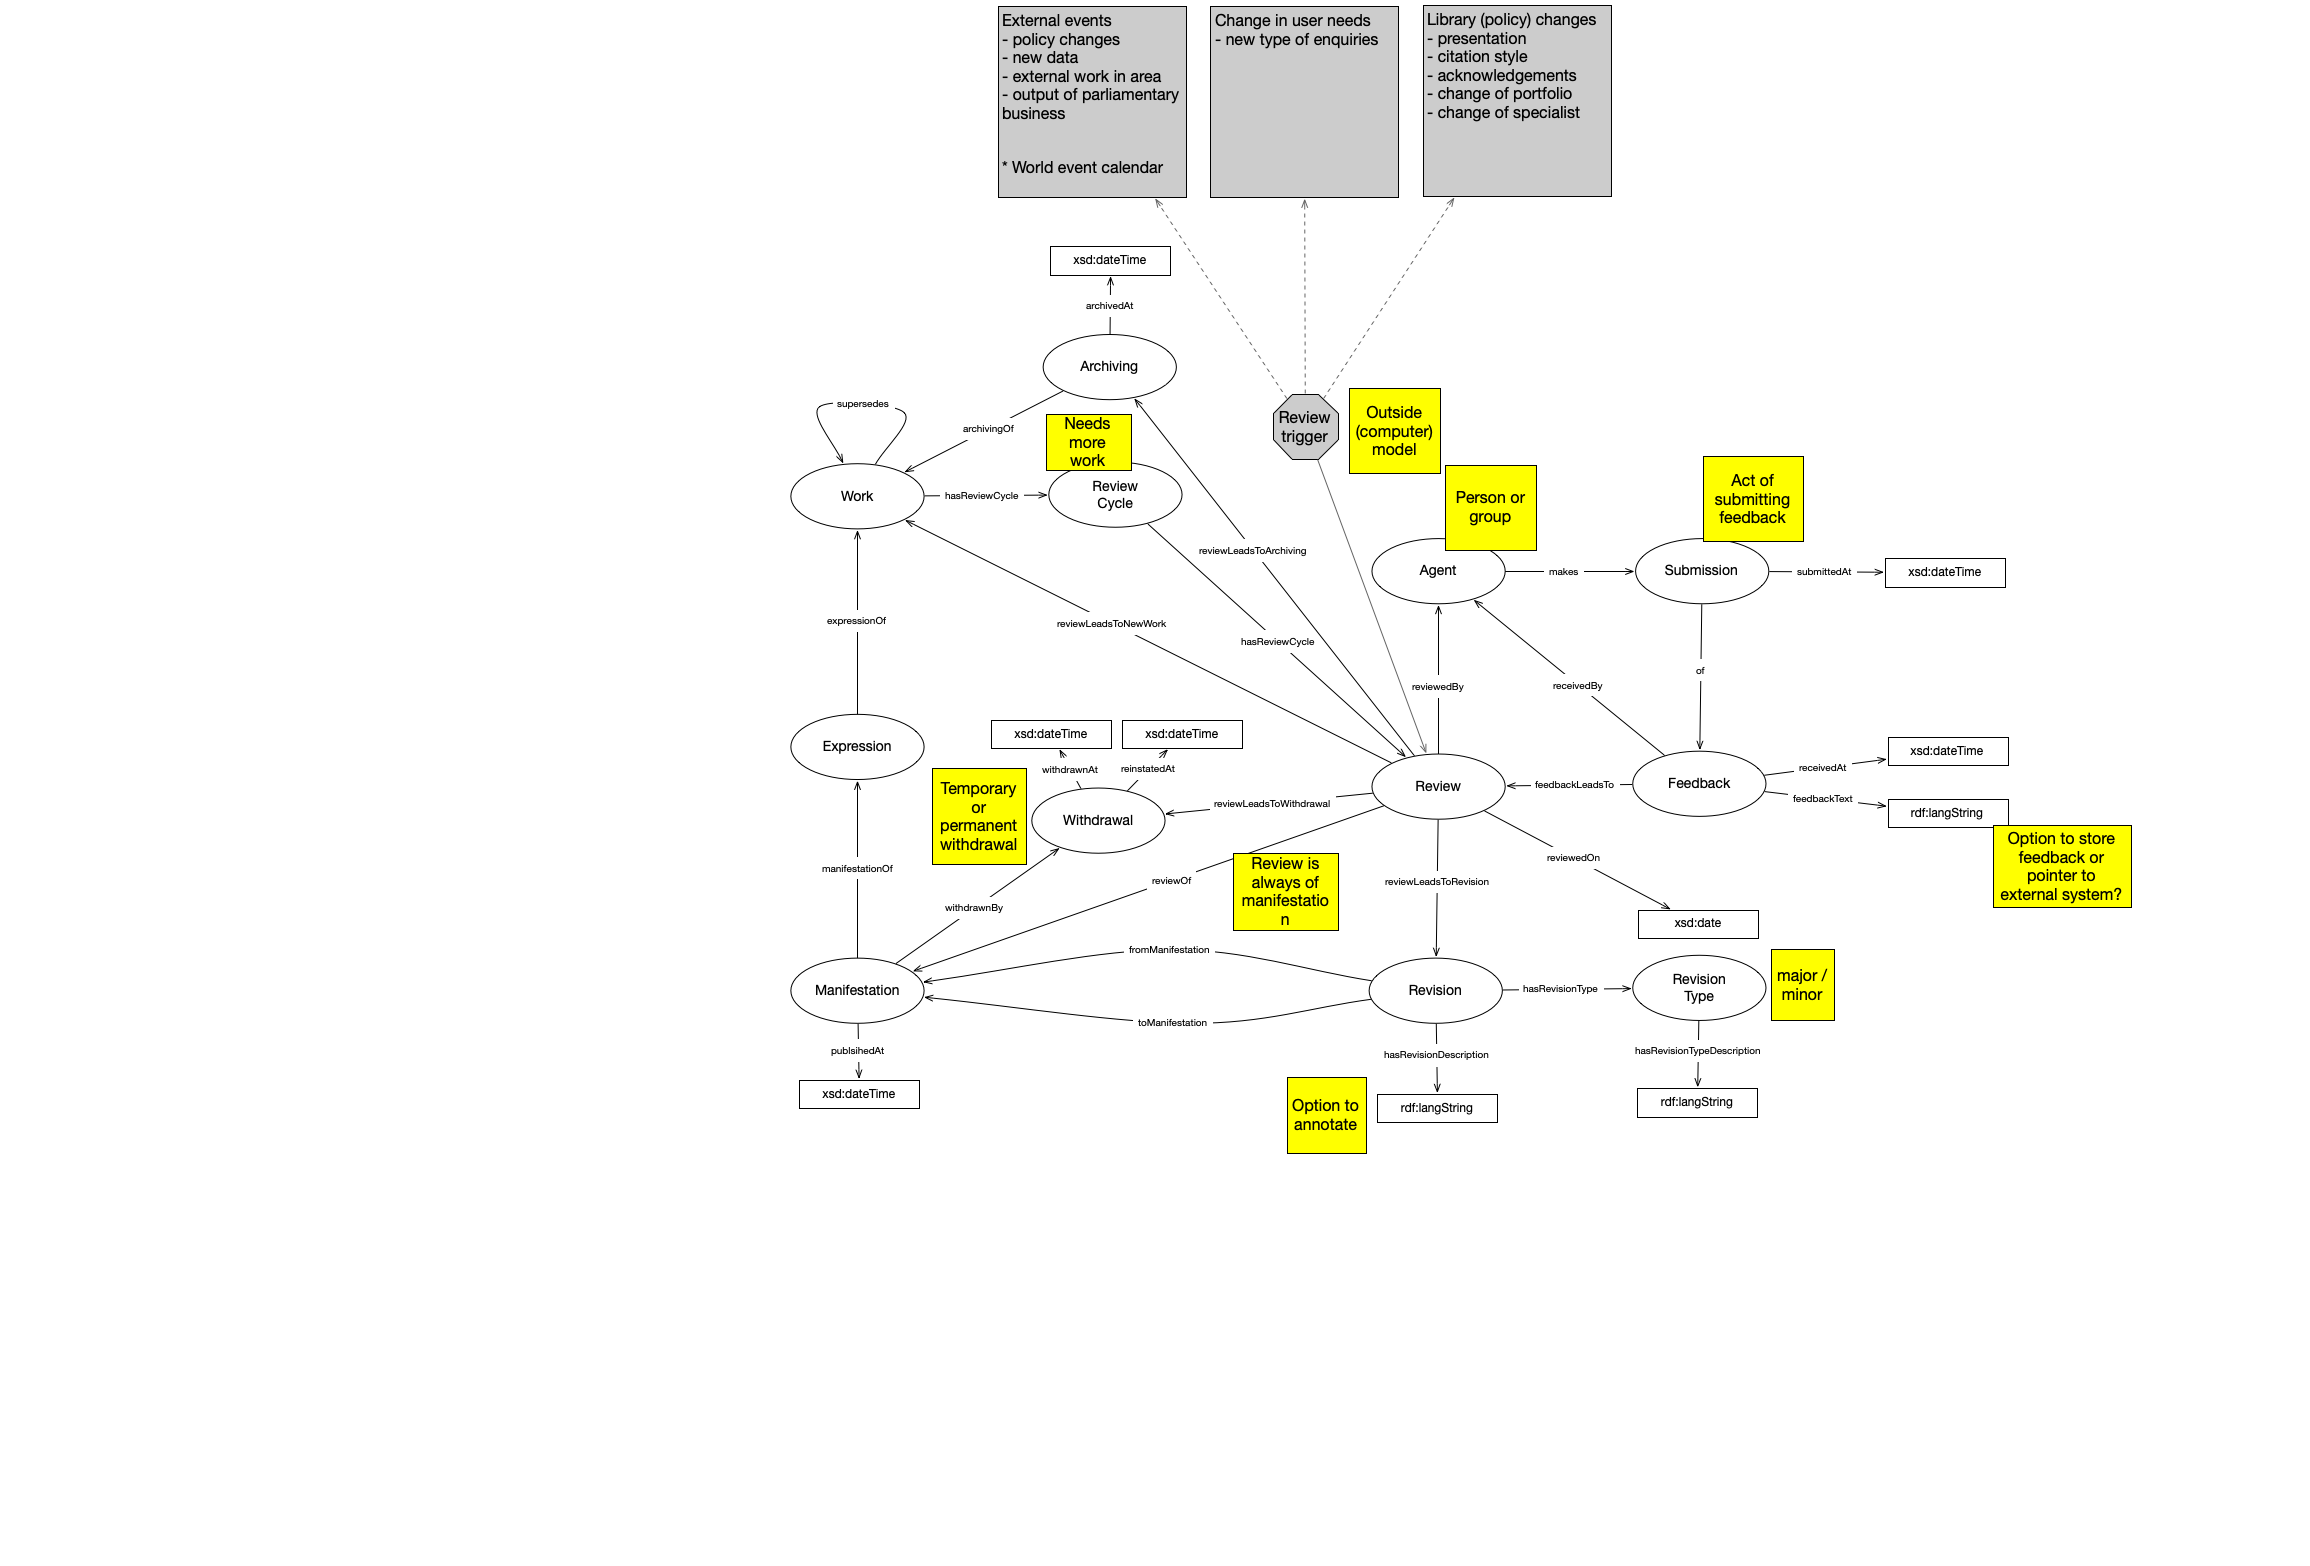 External events
- policy changes
- new data
- external work in area
- output of parliamentary
business
* World event calendar
Change in user needs
- new type of enquiries
Library (policy) changes
- presentation
- citation style
- acknowledgements
- change of portfolio
- change of specialist
xsd:dateTime
archivedAt
Archiving
supersedes
archivingOf
Needs
more
work
Review
trigger
Outside
(computer)
model
Work
hasReviewCycle
Review
Cycle
Person or
group
Act of
submitting
feedback
reviewLeadsToArchiving
Agent
makes
Submission
submittedAt
xsd:dateTime
expressionOf
reviewLeadsToNewWork
hasReviewCycle
reviewedBy
receivedBy
of
Expression
xsd:dateTime
xsd:dateTime
withdrawnAt
reinstatedAt
Temporary
or
permanent
withdrawal
Withdrawal
reviewLeadsToWithdrawal
Review
feedbackLeadsTo
Feedback
receivedAt
xsd:dateTime
feedbackText
rdf:langString
Option to store
feedback or
pointer to
external system?
manifestationOf
withdrawnBy
reviewOf
Review is
always of
manifestatio
n
reviewLeadsToRevision
reviewedOn
xsd:date
fromManifestation
Manifestation
toManifestation
Revision
hasRevisionType
Revision
Type
major /
minor
publsihedAt
xsd:dateTime
hasRevisionDescription
Option to
annotate
rdf:langString
hasRevisionTypeDescription
rdf:langString